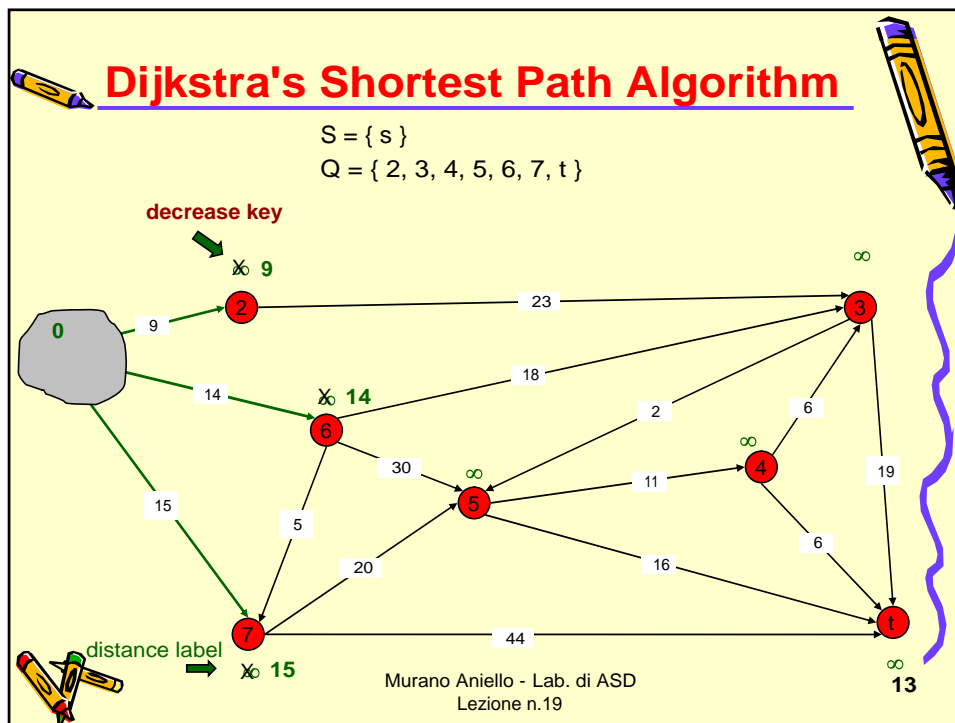 Dijkstra's Shortest Path Algorithm
S = { s }
Q = { 2, 3, 4, 5, 6, 7, t }
decrease key
∞
X ∞ 9
2
23
3
0
9
18
14
X ∞ 14
6
2
6
∞
4
30
∞
5
11
19
15
5
20
16
6
7
44
t
distance label
X ∞ 15
∞
13
Murano Aniello - Lab. di ASD
Lezione n.19